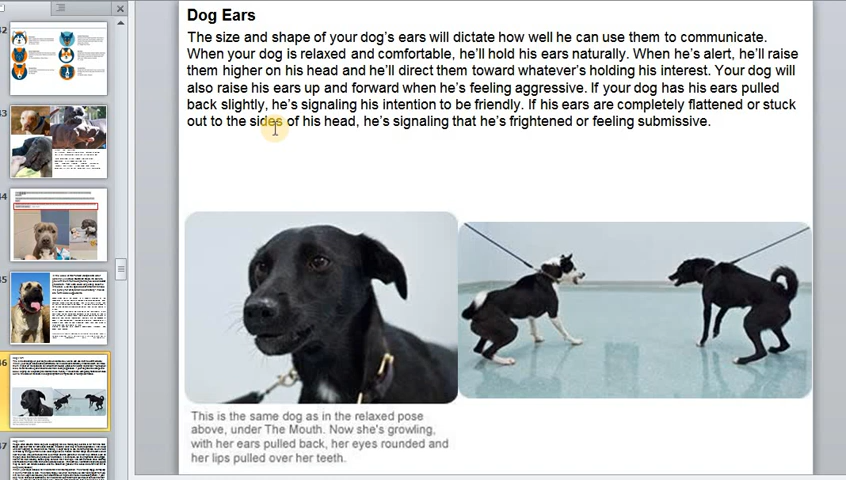 Dog Ears
The size and shape of your dog's ears will dictate how well he can use them to communicate.
When your dog is relaxed and comfortable, he'll hold his ears naturally. When he's alert, he'll raise
them higher on his head and he'll direct them toward whatever's holding his interest. Your dog will
also raise his ears up and forward when he's feeling aggressive. If your dog has his ears pulled
back slightly, he's signaling his intention to be friendly. If his ears are completely flattened or stuck
out to the sides of his head, he's signaling that he's frightened or feeling submissive.
This is the same dog as in the relaxed pose
above, under The Mouth. Now she's growling,
with her ears pulled back, her eyes rounded and
her lips pulled over her teeth.